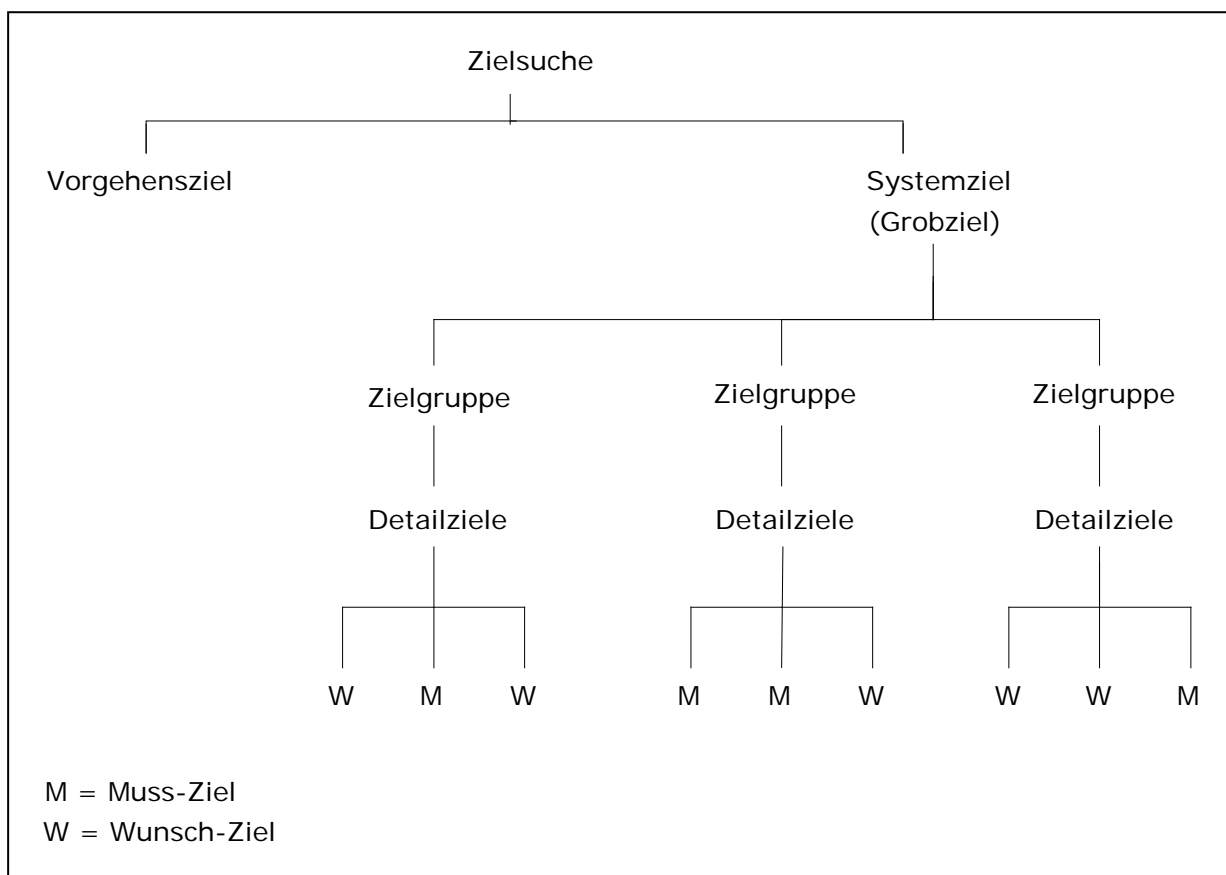 Zielsuche
Vorgehensziel Systemziel
(Grobziel)
Zielgruppe Zielgruppe Zielgruppe
Detailziele Detailziele Detailziele
W M W M M W W W M
M = Muss-Ziel
W = Wunsch-Ziel